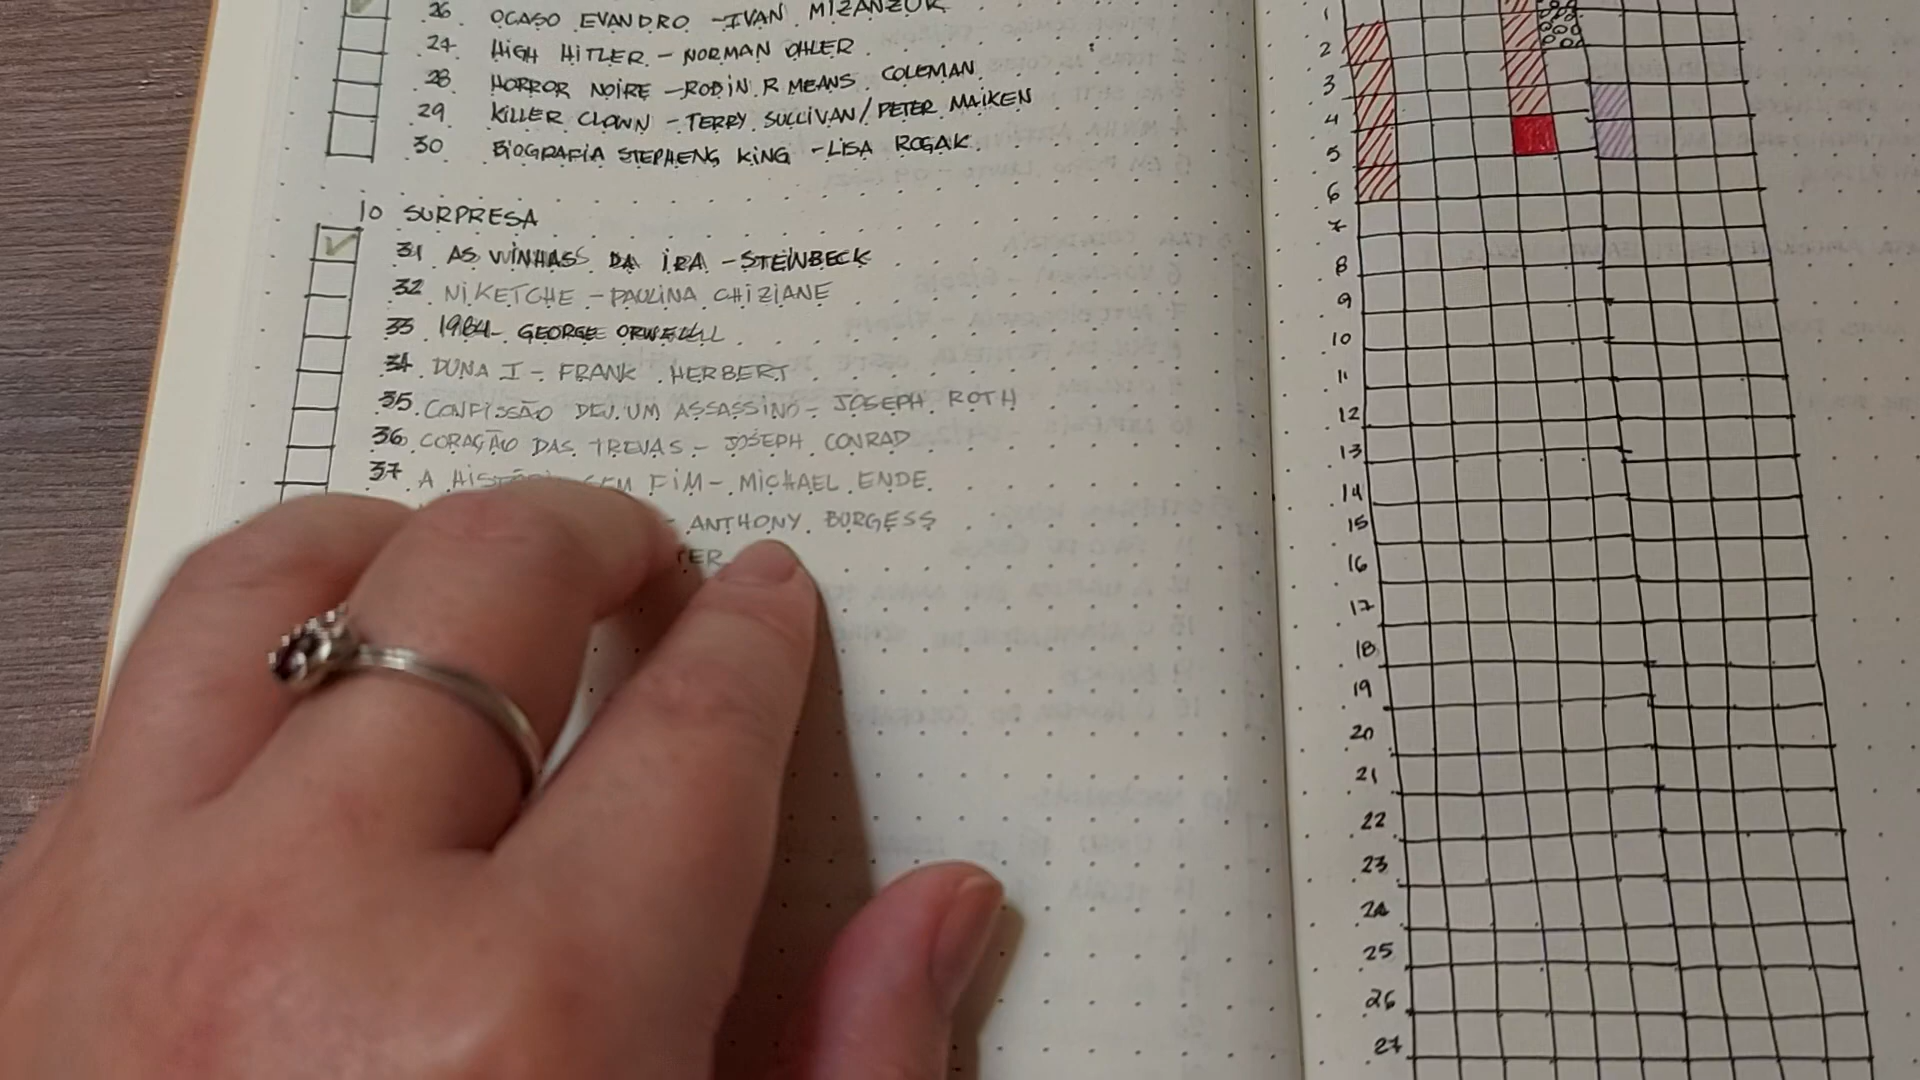 26. OCASO EVANDRO - IVAN MIZANZUK
27. HIGH HITLER - NORMAN OHLER
28. HORROR NOIRE - ROBIN R MEANS COLEMAN
29. KILLER CLOWN - TERRY SULLIVAN/PETER MAIKEN
30 BIOGRAFIA STEPHENS KING - LISA ROGAK
10 SURPRESA
31 AS VINHASS DA IRA - STEINBECK
32. NIKETCHE - PAULINA CHIZIANE
33 1984 - GEORGE ORWELL
34. DUNA I - FRANK HERBERT
35. CONFISSÃO DE UM ASSASSINO - JOSEPH ROTH
36. CORAÇÃO DAS TREVAS - JOSEPH CONRAD
37 A HISTÓRIA SEM FIM - MICHAEL ENDE
- ANTHONY BURGESS
TER
1
2
3
4
5
6
7
8
9
10
11
12
13
14
15
16
17
18
19
20
21
22
23
24
25
26
27